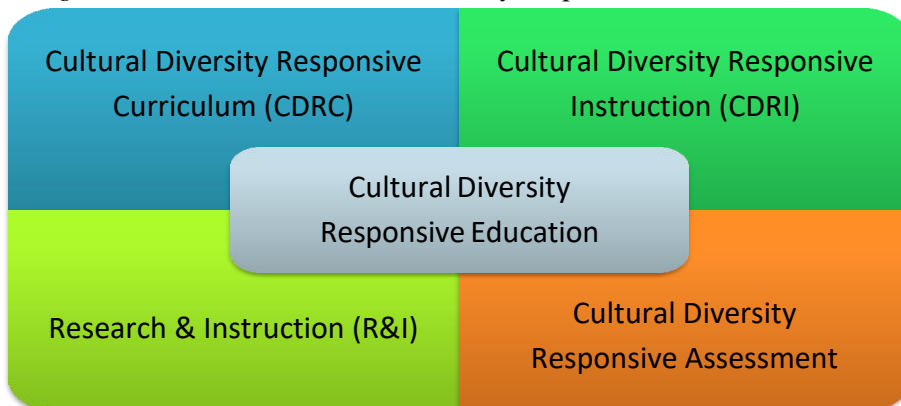 Cultural Diversity Responsive
Curriculum (CDRC)
Cultural Diversity Responsive
Instruction (CDRI)
Cultural Diversity
Responsive Education
Research & Instruction (R&I)
Cultural Diversity
Responsive Assessment